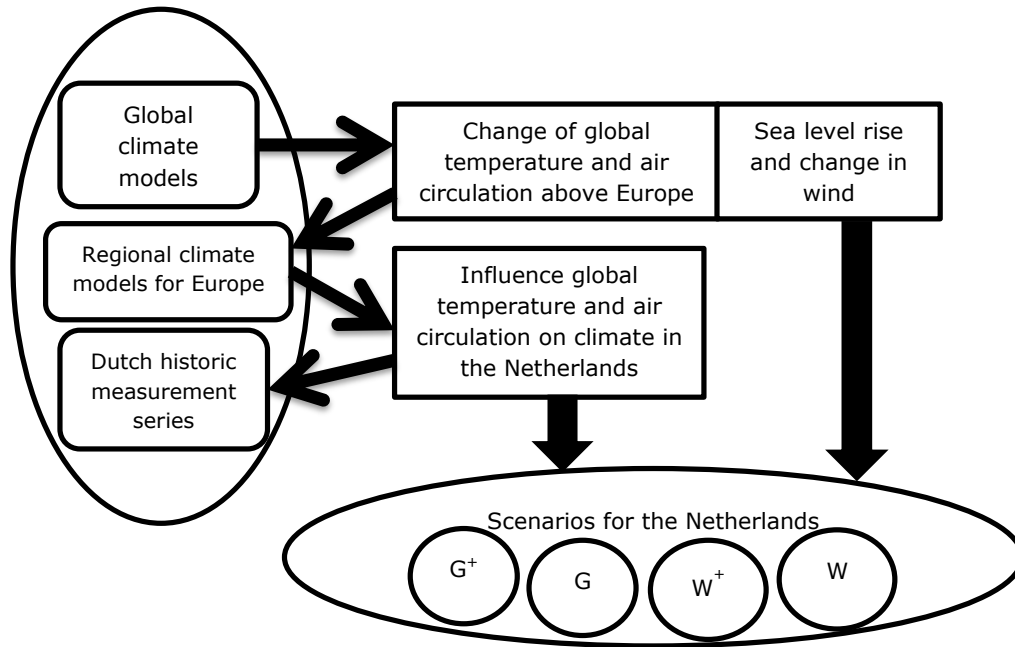 Global
climate
models
Change of global
temperature and air
circulation above Europe
Sea level rise
and change in
wind
Regional climate
models for Europe
Influence global
temperature and air
circulation on climate in
the Netherlands
Dutch historic
measurement
series
Scenarios for the Netherlands
G⁺
G
W⁺
W